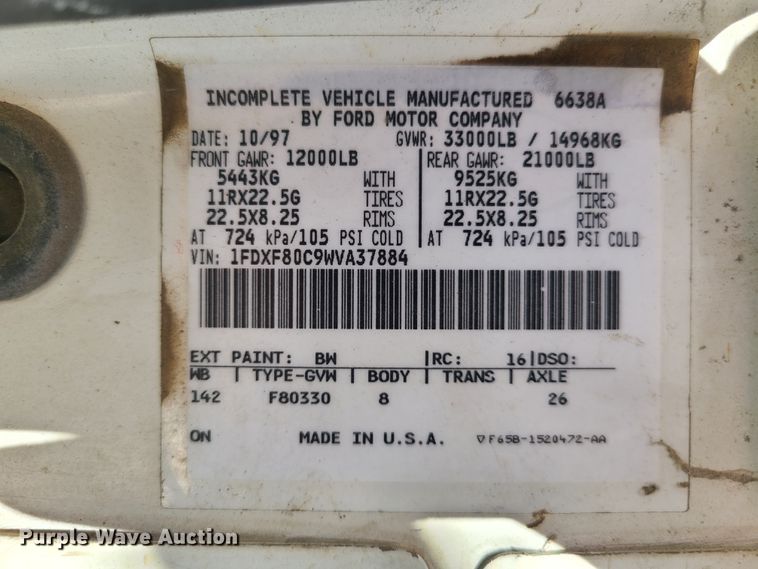 INCOMPLETE VEHICLE MANUFACTURED 6638A
BY FORD MOTOR COMPANY
DATE: 10/97 GVWR: 33000LB / 14968KG
FRONT GAWR: 12000LB REAR GAWR: 21000LB
5443KG WITH 9525KG WITH
11RX22.5G TIRES 11RX22.5G TIRES
22.5X8.25 RIMS 22.5X8.25 RIMS
AT 724 kPa/105 PSI COLD AT 724 kPa/105 PSI COLD
VIN: 1FDXF80C9WVA37884
EXT PAINT: BW |RC: 16|DSO:
WB | TYPE-GVW | BODY | TRANS | AXLE
142 F80330 8 26
ON MADE IN U.S.A. ▽F65B-1520472-AA
Purple Wave Auction
Purple Wave Auction